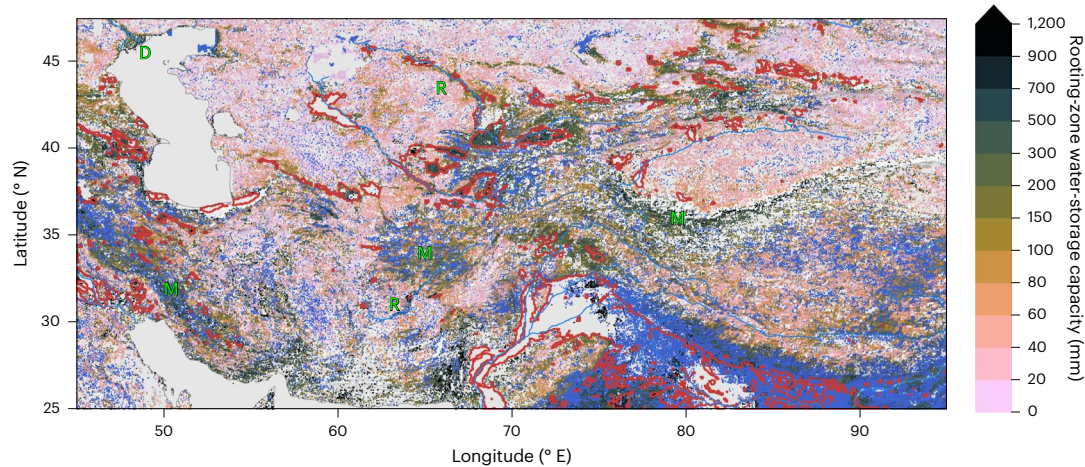 D
R
M
M
R
M
45
40
35
30
25
Latitude (° N)
50
60
70
80
90
Longitude (° E)
1,200
900
700
500
300
200
150
100
80
60
40
20
0
Rooting-zone water-storage capacity (mm)